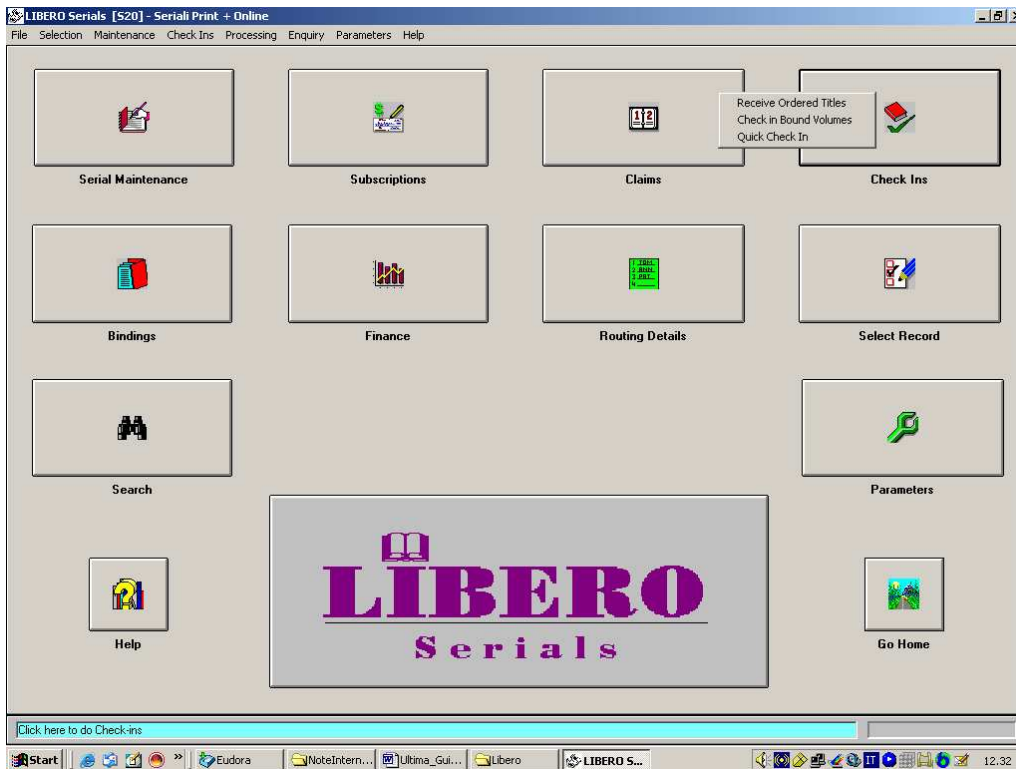 LIBERO Serials [S20] - Seriali Print + Online
File Selection Maintenance Check Ins Processing Enquiry Parameters Help
Receive Ordered Titles
Check in Bound Volumes
Quick Check In
Serial Maintenance
Subscriptions
Claims
Check Ins
Bindings
Finance
Routing Details
Select Record
Search
Parameters
LIBERO
Serials
Help
Go Home
Click here to do Check-ins
Start » Eudora NoteIntern... Ultima_Gui... Libero LIBERO S... IT 12.32